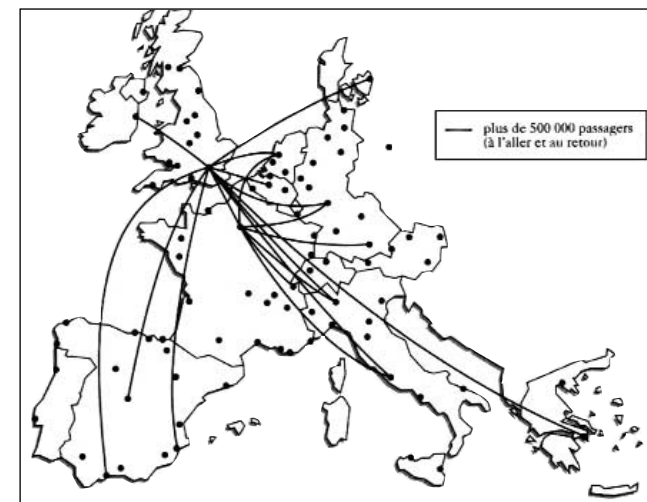 plus de 500 000 passagers
(à l'aller et au retour)